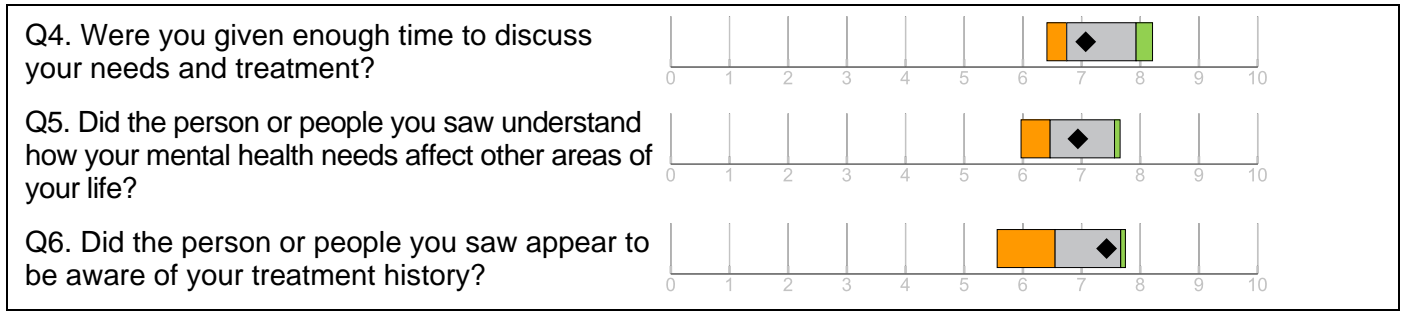 Q4. Were you given enough time to discuss
your needs and treatment?
0 1 2 3 4 5 6 7 8 9 10
Q5. Did the person or people you saw understand
how your mental health needs affect other areas of
your life?
0 1 2 3 4 5 6 7 8 9 10
Q6. Did the person or people you saw appear to
be aware of your treatment history?
0 1 2 3 4 5 6 7 8 9 10